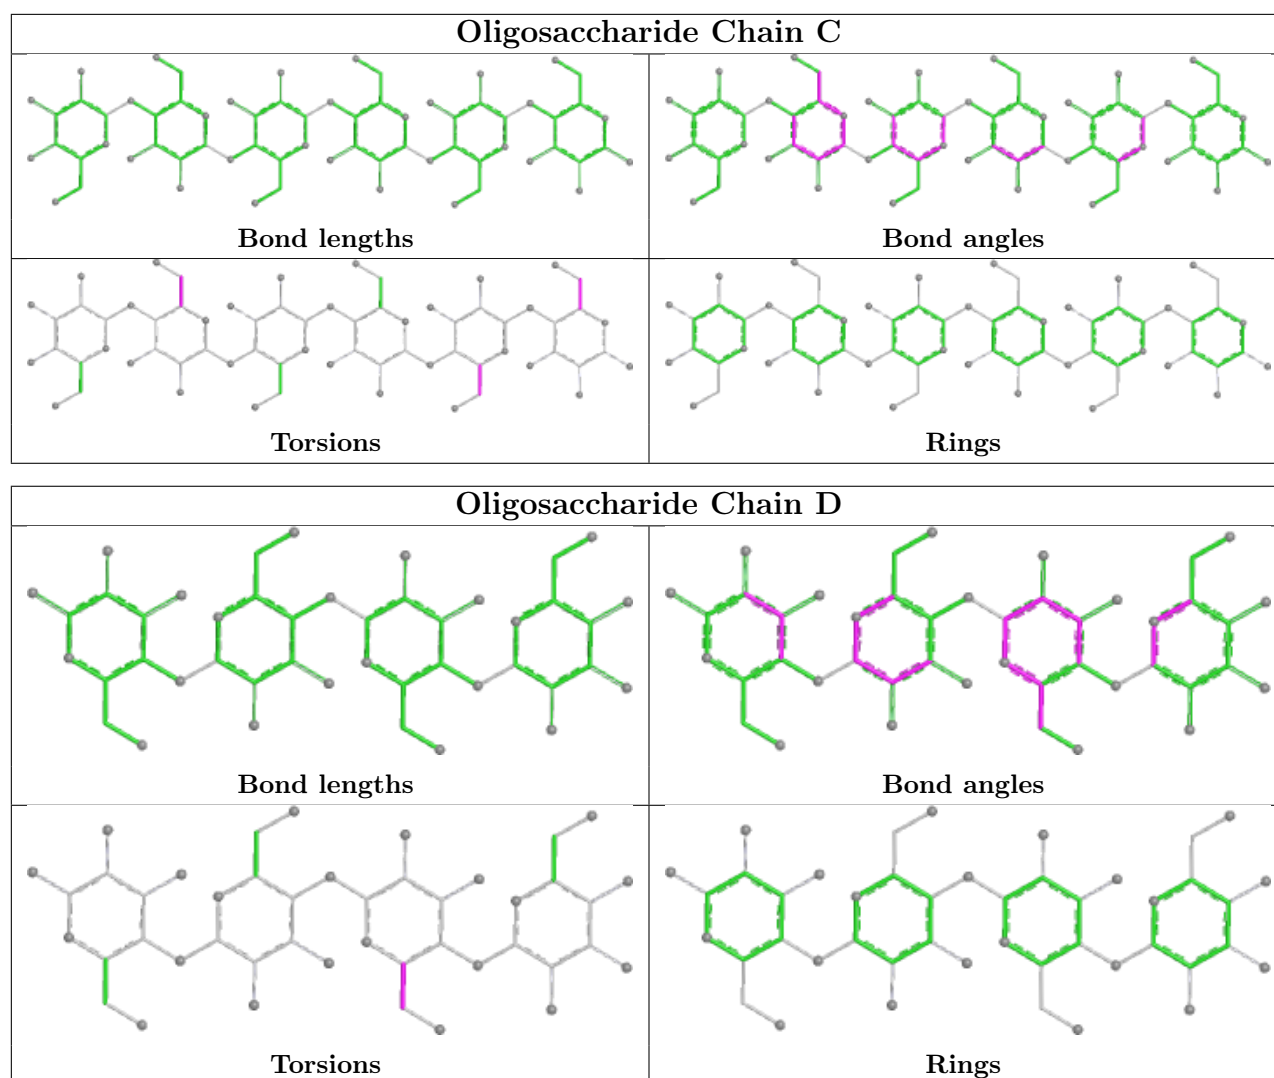 Oligosaccharide Chain C
Bond lengths
Bond angles
Torsions
Rings
Oligosaccharide Chain D
Bond lengths
Bond angles
Torsions
Rings